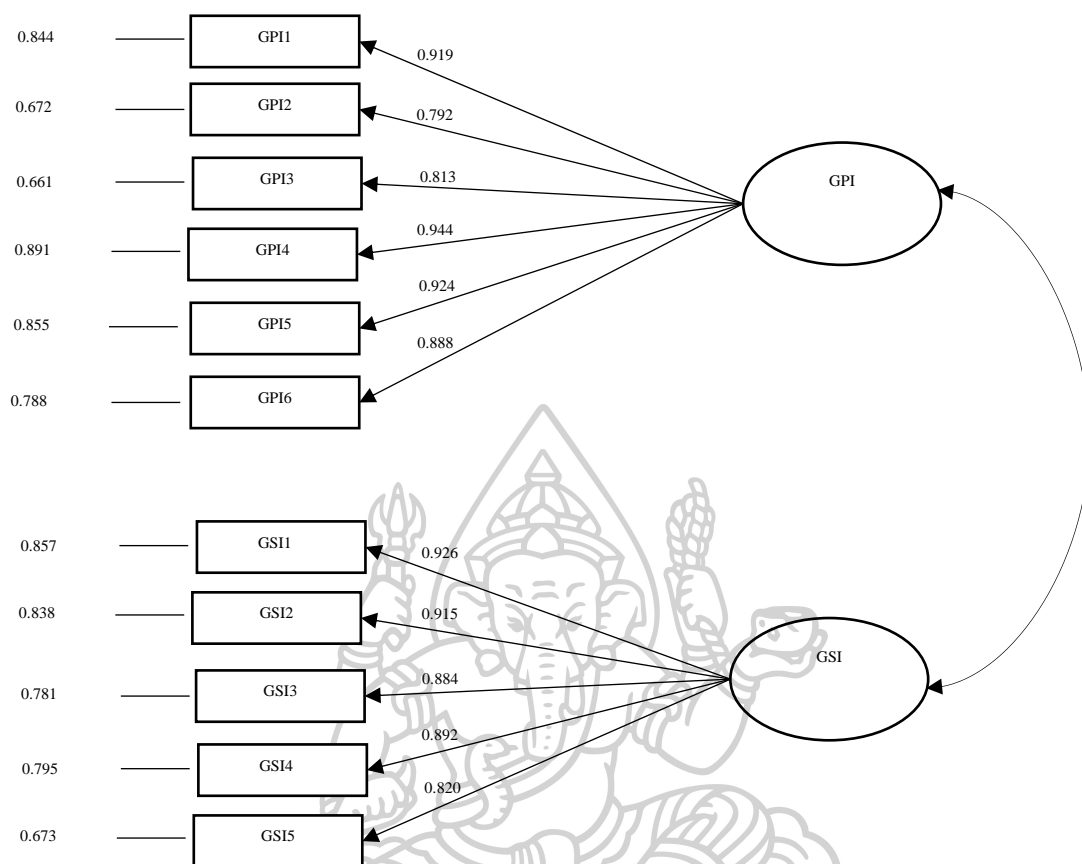 0.844 GPI1 0.919
0.672 GPI2 0.792
0.661 GPI3 0.813 GPI
0.891 GPI4 0.944
0.855 GPI5 0.924
0.788 GPI6 0.888
0.857 GSI1 0.926
0.838 GSI2 0.915
0.781 GSI3 0.884 GSI
0.795 GSI4 0.892
0.673 GSI5 0.820